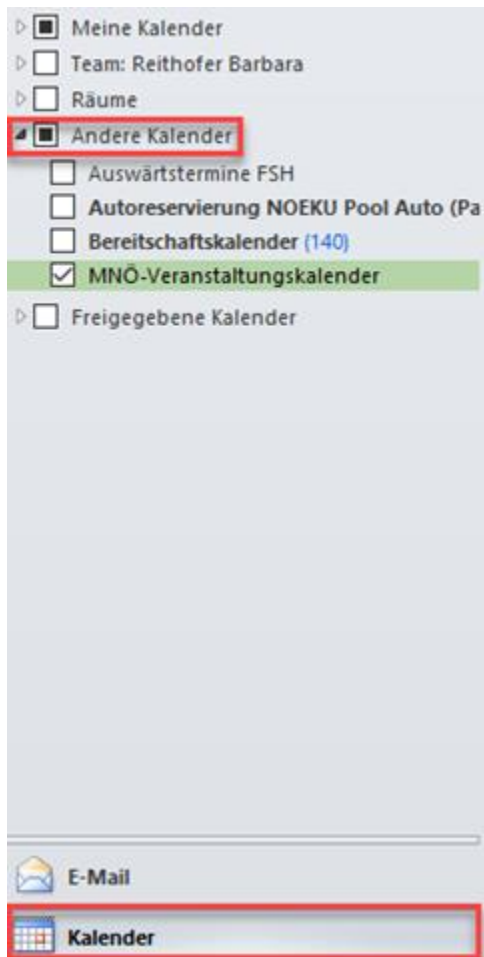 Meine Kalender
Team: Reithofer Barbara
Räume
Andere Kalender
Auswärtstermine FSH
Autoreservierung NOEKU Pool Auto (Pa
Bereitschaftskalender (140)
MNÖ-Veranstaltungskalender
Freigegebene Kalender
E-Mail
Kalender